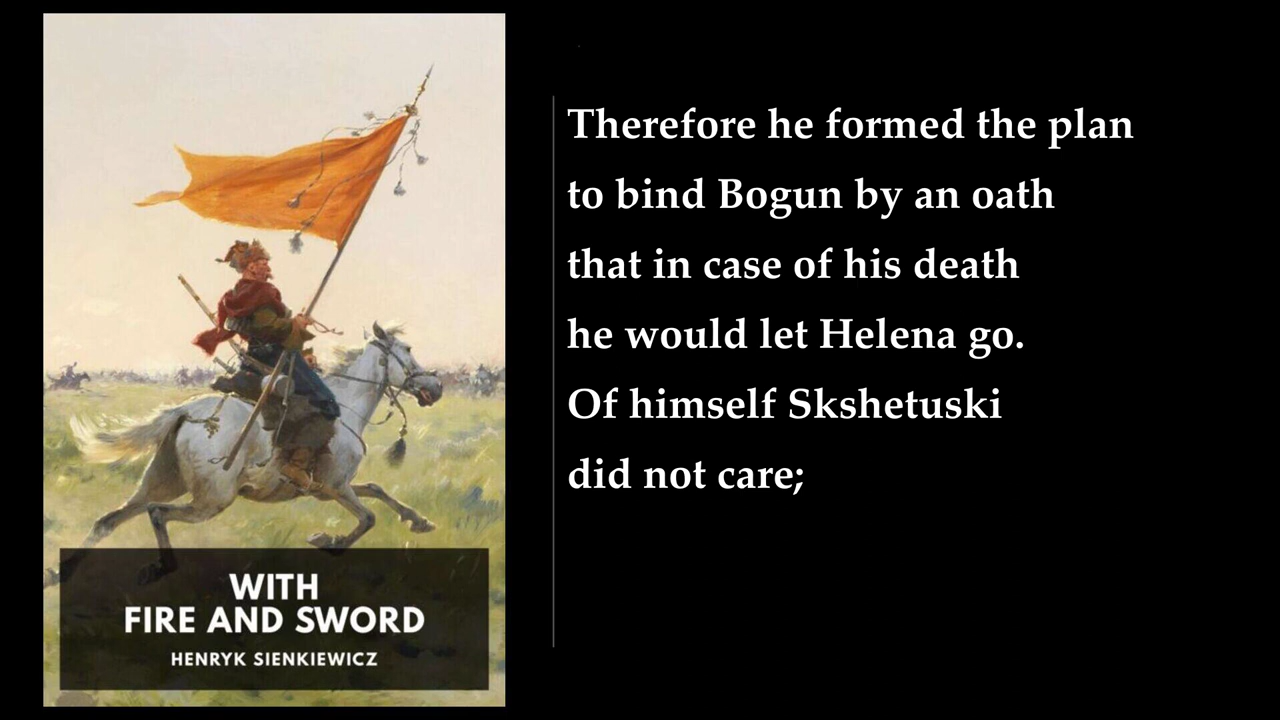 WITH
FIRE AND SWORD
HENRYK SIENKIEWICZ
Therefore he formed the plan
to bind Bogun by an oath
that in case of his death
he would let Helena go.
Of himself Skshetuski
did not care;